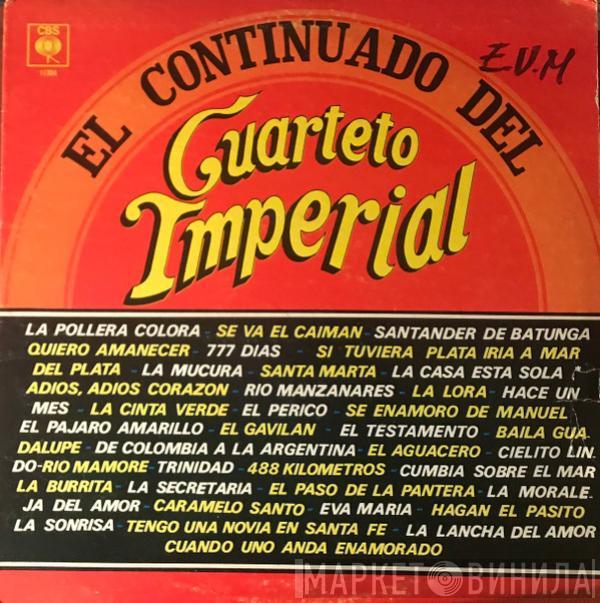 CBS
EL CONTINUADO DEL
E.V.M
Cuarteto
Imperial
LA POLLERA COLORA - SE VA EL CAIMAN - SANTANDER DE BATUNGA
QUIERO AMANECER - 777 DIAS - SI TUVIERA PLATA IRIA A MAR
DEL PLATA - LA MUCURA - SANTA MARTA - LA CASA ESTA SOLA
ADIOS, ADIOS CORAZON - RIO MANZANARES - LA LORA - HACE UN
MES - LA CINTA VERDE - EL PERICO - SE ENAMORO DE MANUEL
EL PAJARO AMARILLO - EL GAVILAN - EL TESTAMENTO - BAILA GUA
DALUPE - DE COLOMBIA A LA ARGENTINA - EL AGUACERO - CIELITO LIN.
DO-RIO MAMORE - TRINIDAD - 488 KILOMETROS - CUMBIA SOBRE EL MAR
LA BURRITA - LA SECRETARIA - EL PASO DE LA PANTERA - LA MORALE.
JA DEL AMOR - CARAMELO SANTO - EVA MARIA - HAGAN EL PASITO
LA SONRISA - TENGO UNA NOVIA EN SANTA FE - LA LANCHA DEL AMOR
CUANDO UNO ANDA ENAMORADO
МАРКЕТ ВИНИЛА